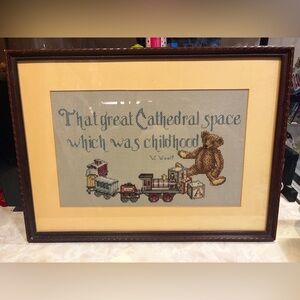 That great Cathedral space
which was childhood
V. Woolf